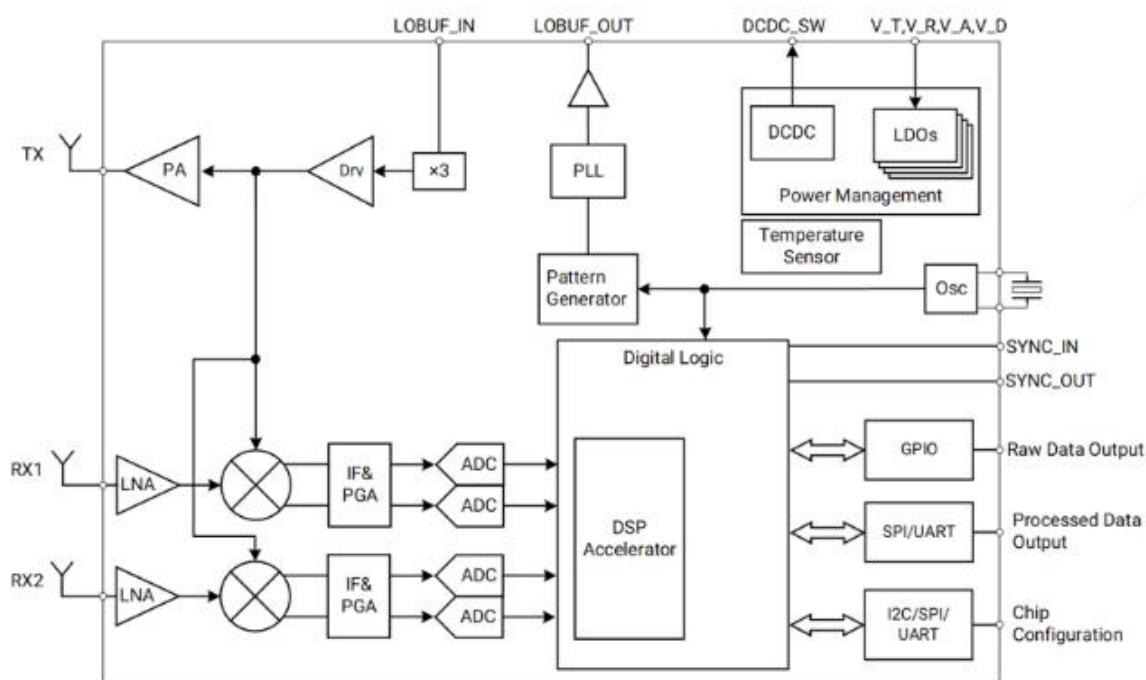 LOBUF_IN
LOBUF_OUT
DCDC_SW
V_T,V_R,V_A,V_D
TX
PA
Drv
×3
PLL
DCDC
LDOs
Power Management
Temperature
Sensor
Pattern
Generator
Osc
SYNC_IN
SYNC_OUT
Digital Logic
RX1
LNA
IF&
PGA
ADC
ADC
GPIO
Raw Data Output
DSP
Accelerator
SPI/UART
Processed Data
Output
RX2
LNA
IF&
PGA
ADC
ADC
I2C/SPI/
UART
Chip
Configuration